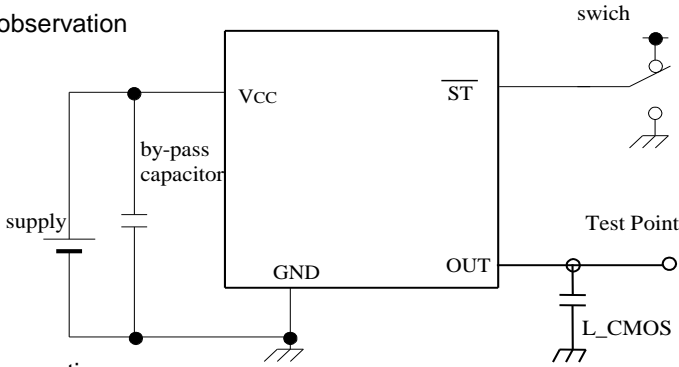 observation
swich
VCC
ST
by-pass
capacitor
supply
Test Point
GND
OUT
L_CMOS